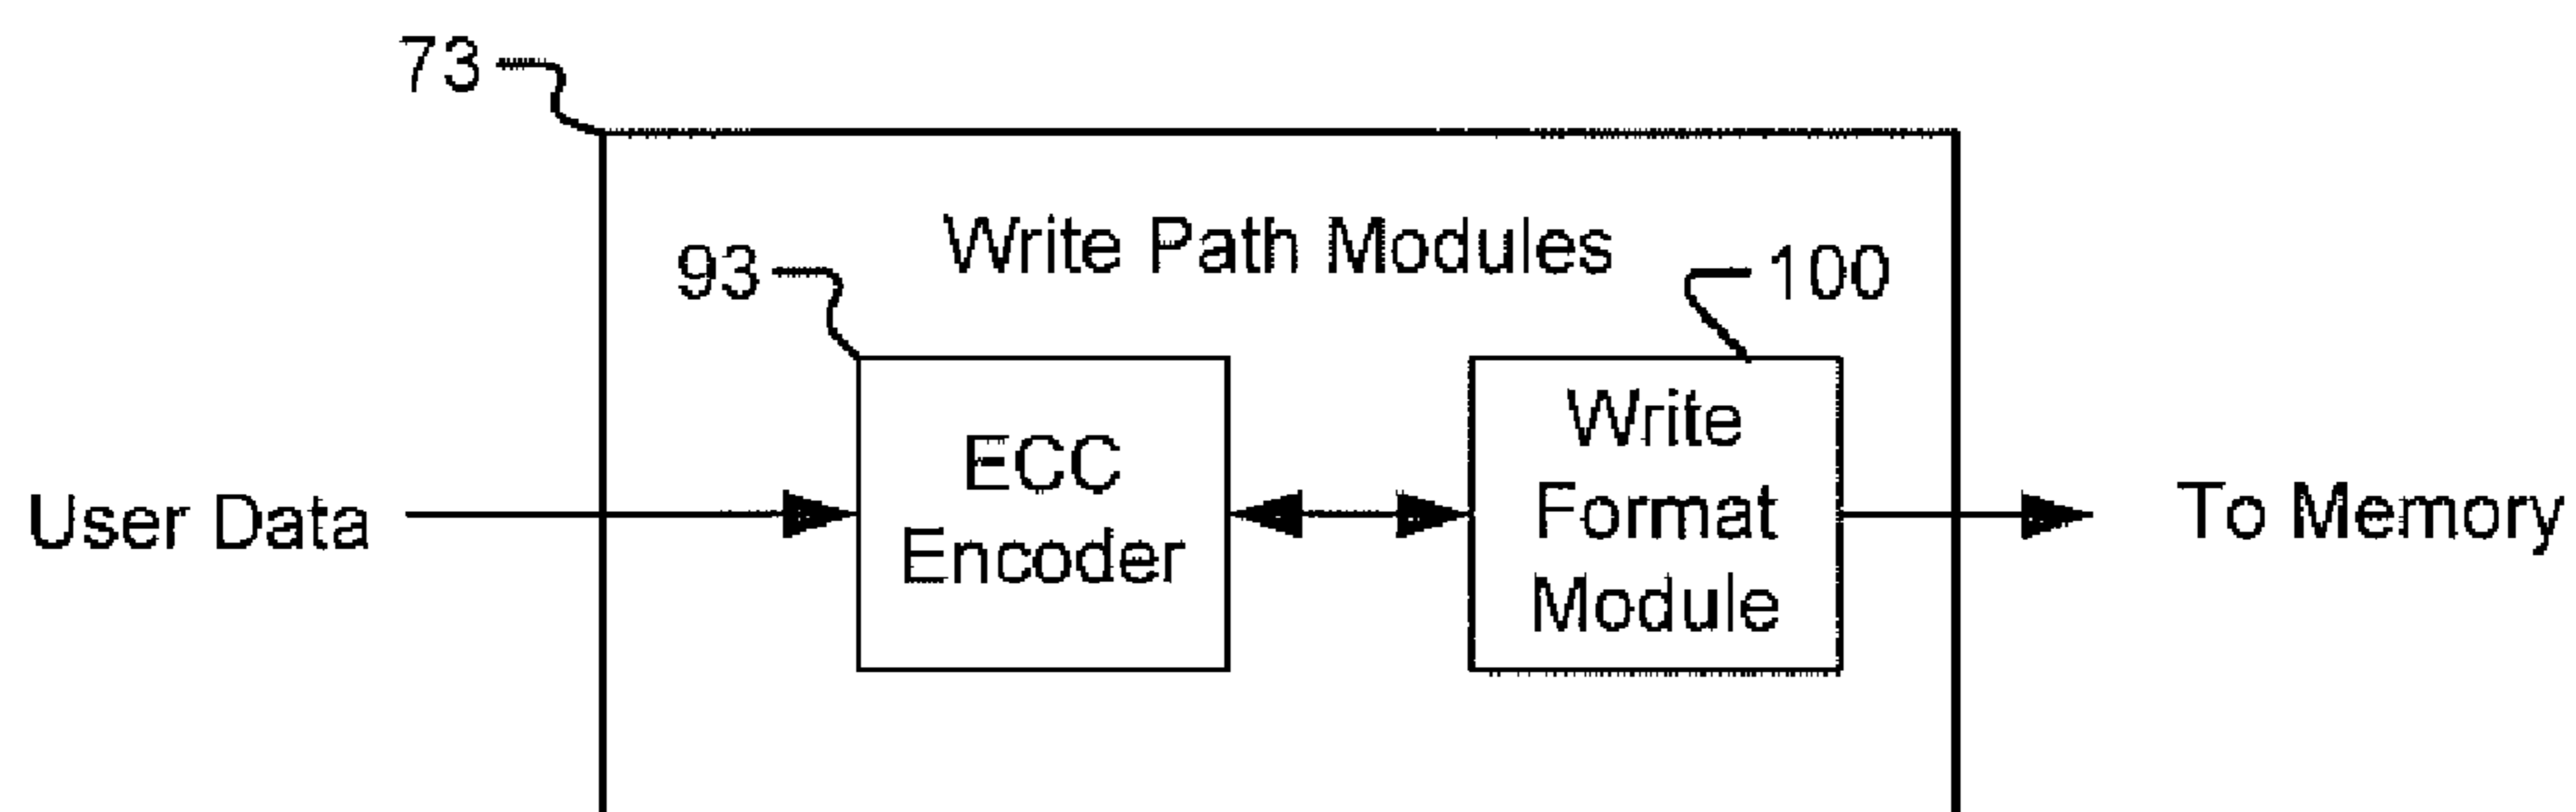 73
Write Path Modules
93
100
ECC
Encoder
Write
Format
Module
User Data
To Memory